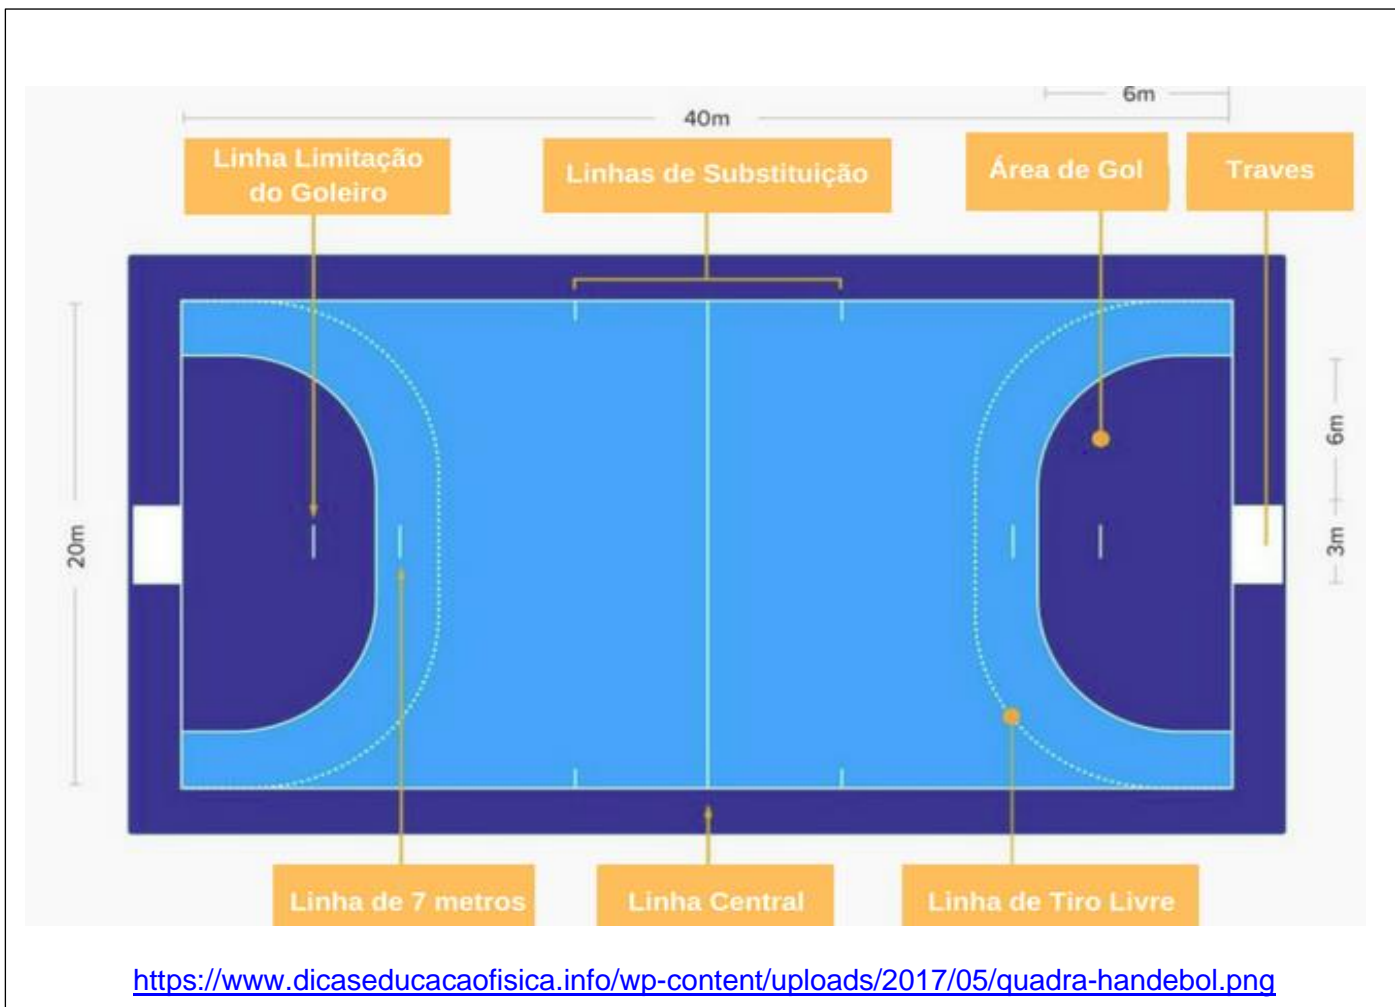 6m
40m
Linha Limitação
do Goleiro
Linhas de Substituição
Área de Gol
Traves
20m
6m
3m
Linha de 7 metros
Linha Central
Linha de Tiro Livre
https://www.dicaseducacaofisica.info/wp-content/uploads/2017/05/quadra-handebol.png